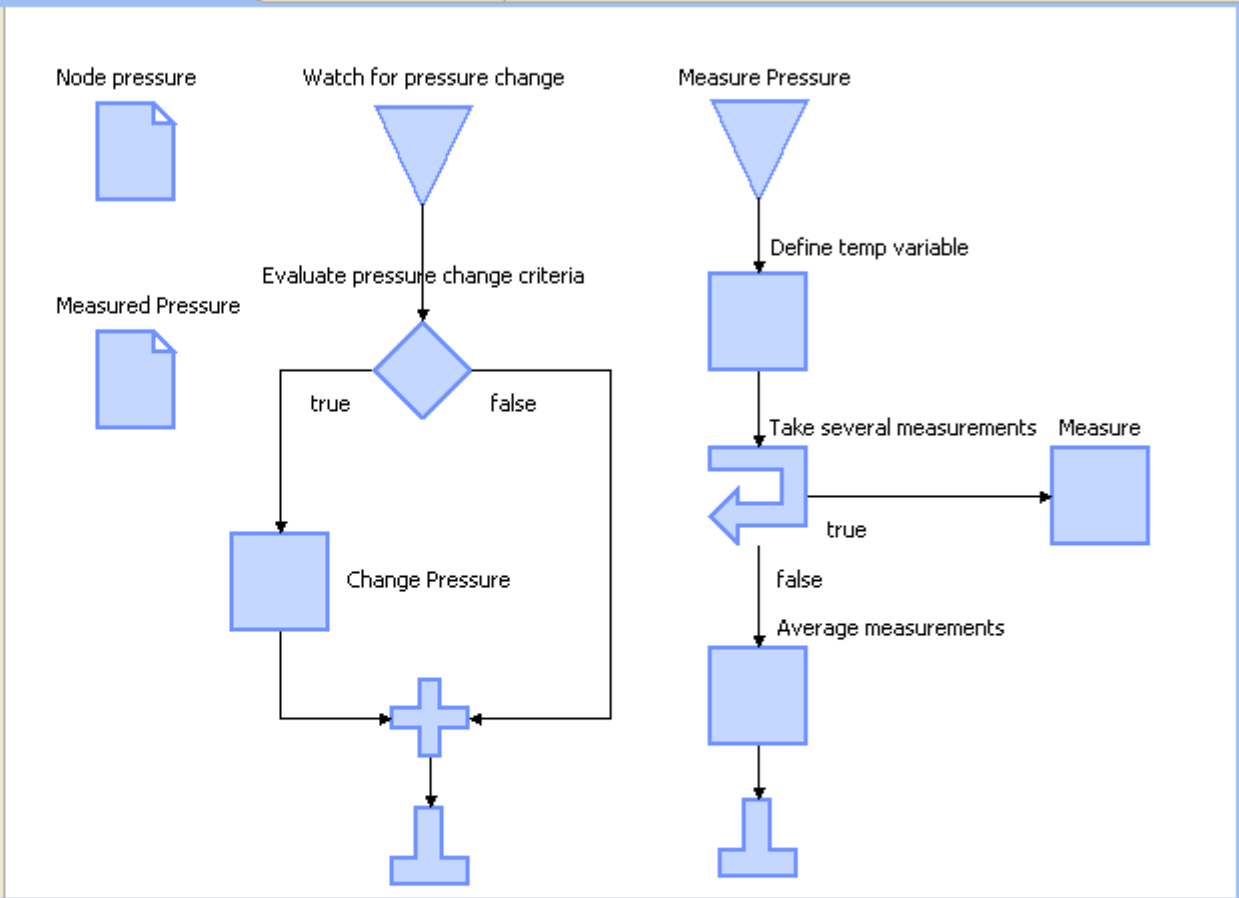 Node pressure
Watch for pressure change
Measure Pressure
Define temp variable
Evaluate pressure change criteria
Measured Pressure
true
false
Take several measurements
Measure
true
Change Pressure
false
Average measurements